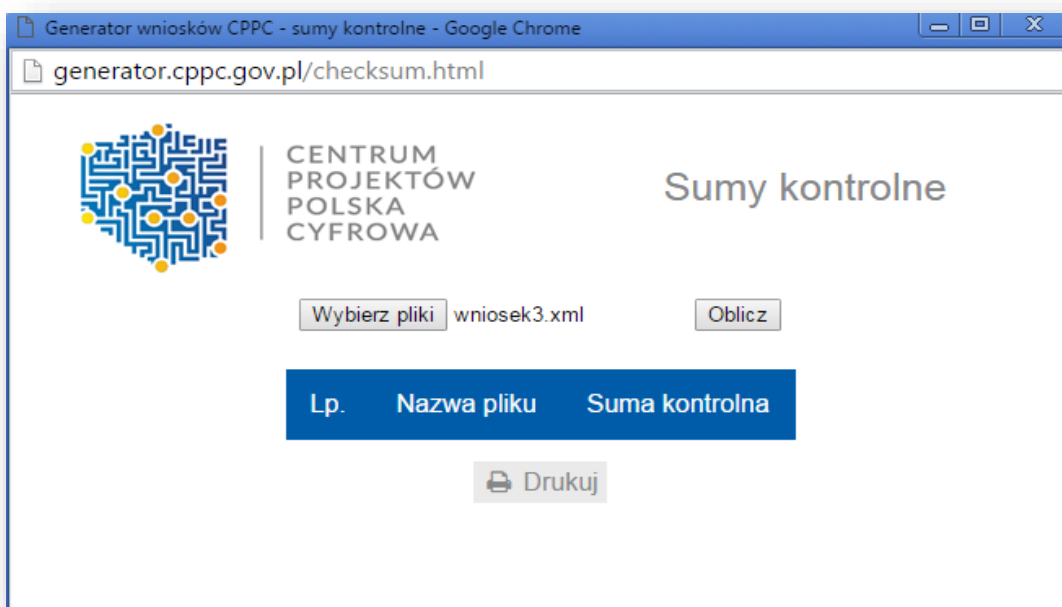 Generator wniosków CPPC - sumy kontrolne - Google Chrome
generator.cppc.gov.pl/checksum.html
CENTRUM
PROJEKTÓW
POLSKA
CYFROWA
Sumy kontrolne
Wybierz pliki wniosek3.xml Oblicz
Lp. Nazwa pliku Suma kontrolna
Drukuj